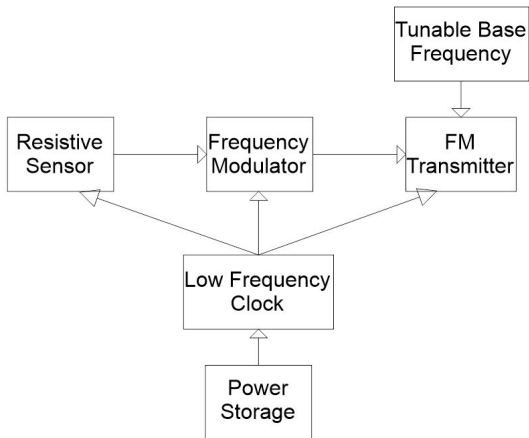 Tunable Base
Frequency
Resistive
Sensor
Frequency
Modulator
FM
Transmitter
Low Frequency
Clock
Power
Storage